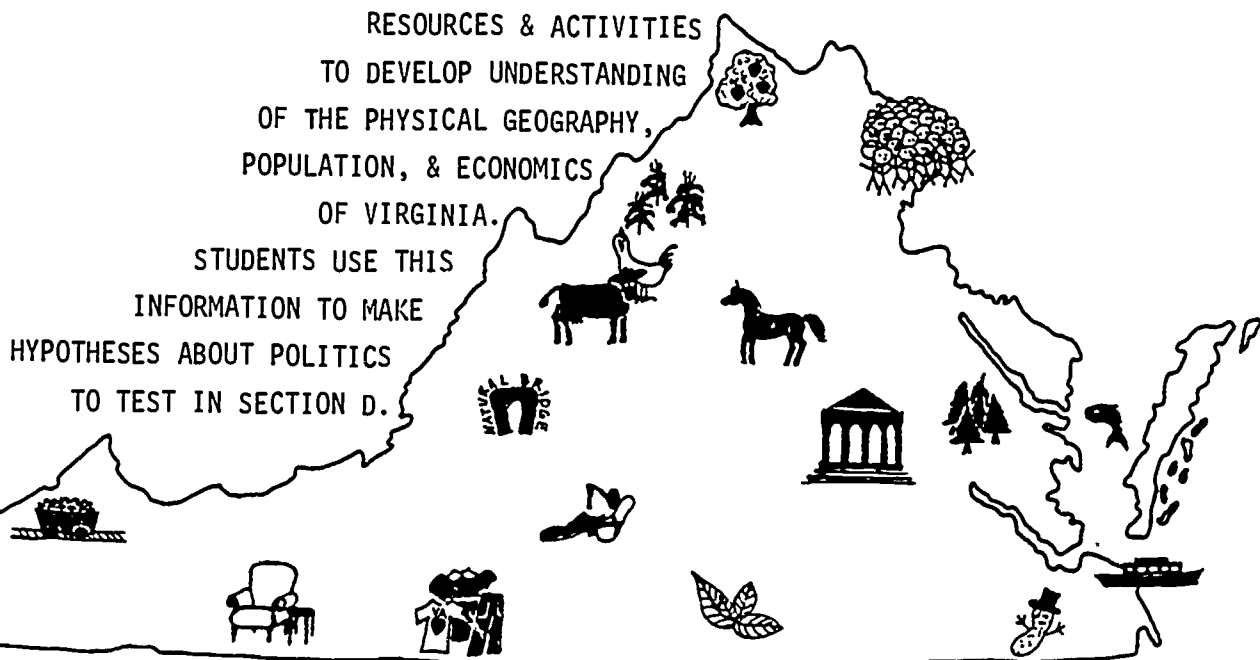 RESOURCES & ACTIVITIES
TO DEVELOP UNDERSTANDING
OF THE PHYSICAL GEOGRAPHY,
POPULATION, & ECONOMICS
OF VIRGINIA.
STUDENTS USE THIS
INFORMATION TO MAKE
HYPOTHESES ABOUT POLITICS
TO TEST IN SECTION D.
NATURAL BRIDGE
VA